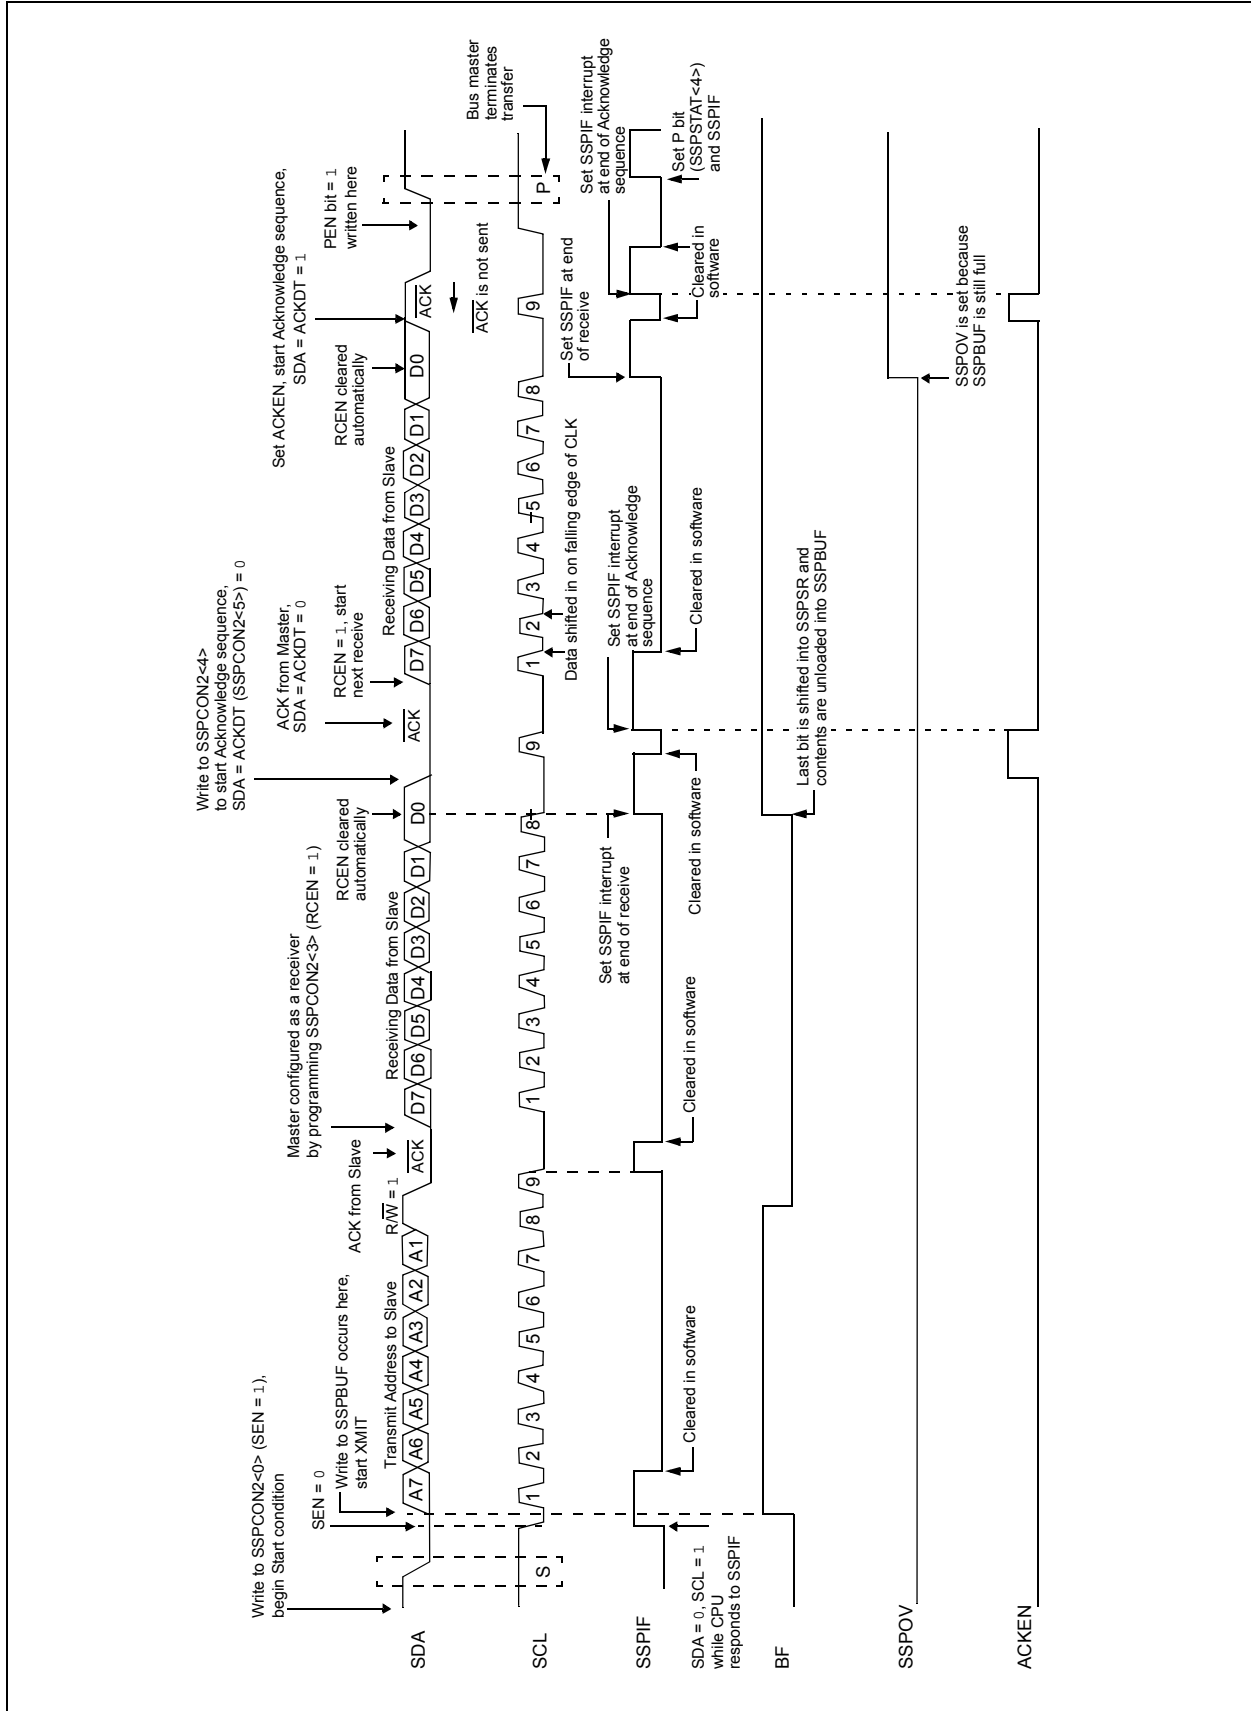 Write to SSPCON2<0> (SEN = 1),
begin Start condition
SEN = 0
Write to SSPBUF occurs here,
start XMIT
ACK from Slave
Master configured as a receiver
by programming SSPCON2<3> (RCEN = 1)
RCEN cleared
automatically
Write to SSPCON2<4>
to start Acknowledge sequence,
SDA = ACKDT (SSPCON2<5>) = 0
ACK from Master,
SDA = ACKDT = 0
RCEN = 1, start
next receive
RCEN cleared
automatically
Set ACKEN, start Acknowledge sequence,
SDA = ACKDT = 1
PEN bit = 1
written here
Transmit Address to Slave
R/W = 1
Receiving Data from Slave
Receiving Data from Slave
SDA
A7 A6 A5 A4 A3 A2 A1
ACK
D7 D6 D5 D4 D3 D2 D1 D0
ACK
D7 D6 D5 D4 D3 D2 D1 D0
ACK
ACK is not sent
Bus master
terminates
transfer
SCL
S
1 2 3 4 5 6 7 8 9
1 2 3 4 5 6 7 8 9
1 2 3 4 5 6 7 8 9
P
Data shifted in on falling edge of CLK
Set SSPIF interrupt
at end of receive
Set SSPIF interrupt
at end of Acknowledge
sequence
Set SSPIF at end
of receive
Set SSPIF interrupt
at end of Acknowledge
sequence
SSPIF
SDA = 0, SCL = 1
while CPU
responds to SSPIF
Cleared in software
Cleared in software
Cleared in software
Cleared in software
Cleared in
software
Set P bit
(SSPSTAT<4>)
and SSPIF
BF
Last bit is shifted into SSPSR and
contents are unloaded into SSPBUF
SSPOV
SSPOV is set because
SSPBUF is still full
ACKEN